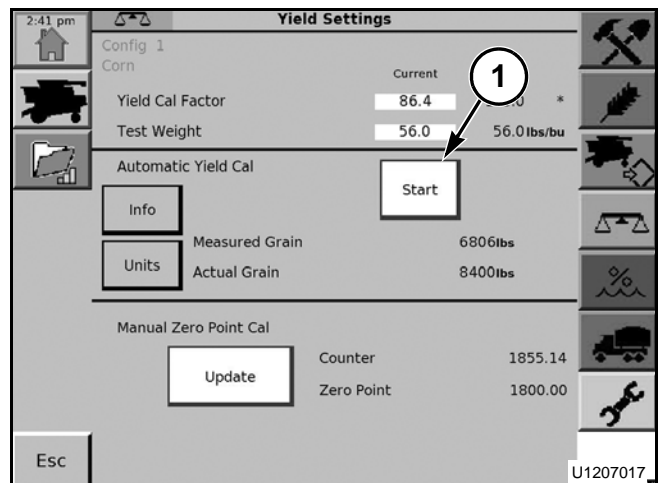 2:41 pm
Yield Settings
Config 1
Corn
Current
1
Yield Cal Factor 86.4 *
Test Weight 56.0 56.0 lbs/bu
Automatic Yield Cal
Start
Info
Measured Grain 6806lbs
Units
Actual Grain 8400lbs
Manual Zero Point Cal
Update
Counter 1855.14
Zero Point 1800.00
%
Esc
U1207017